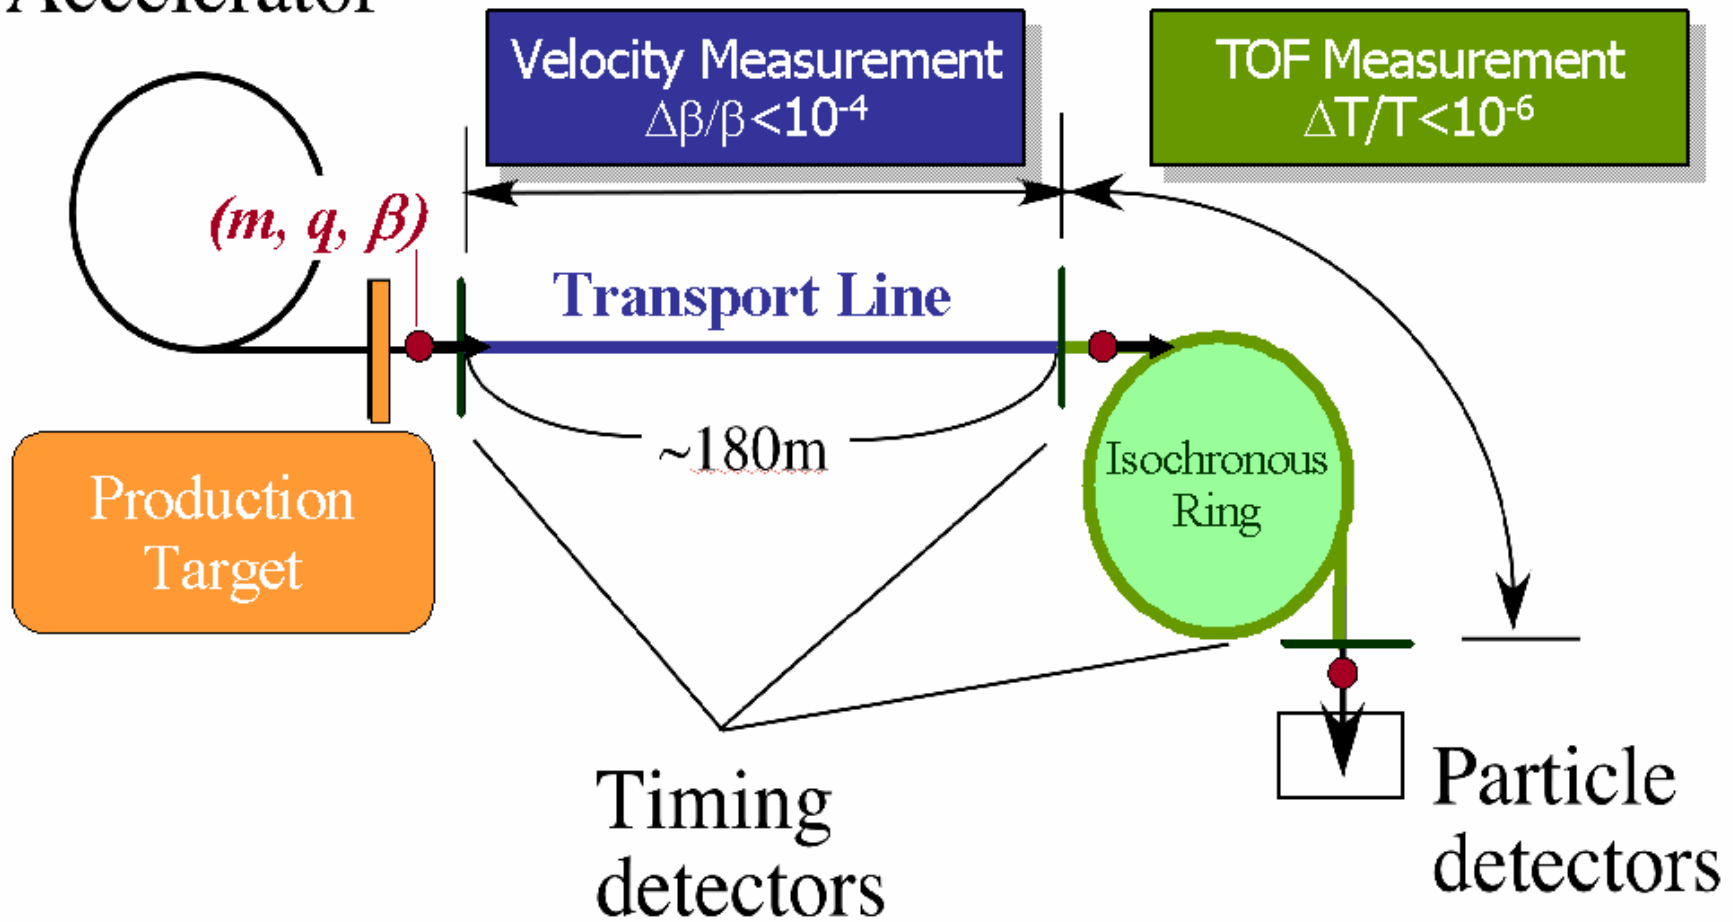 Accelerator
Velocity Measurement
Δβ/β<10⁻⁴
TOF Measurement
ΔT/T<10⁻⁶
(m, q, β)
Transport Line
~180m
Isochronous
Ring
Production
Target
Timing
detectors
Particle
detectors